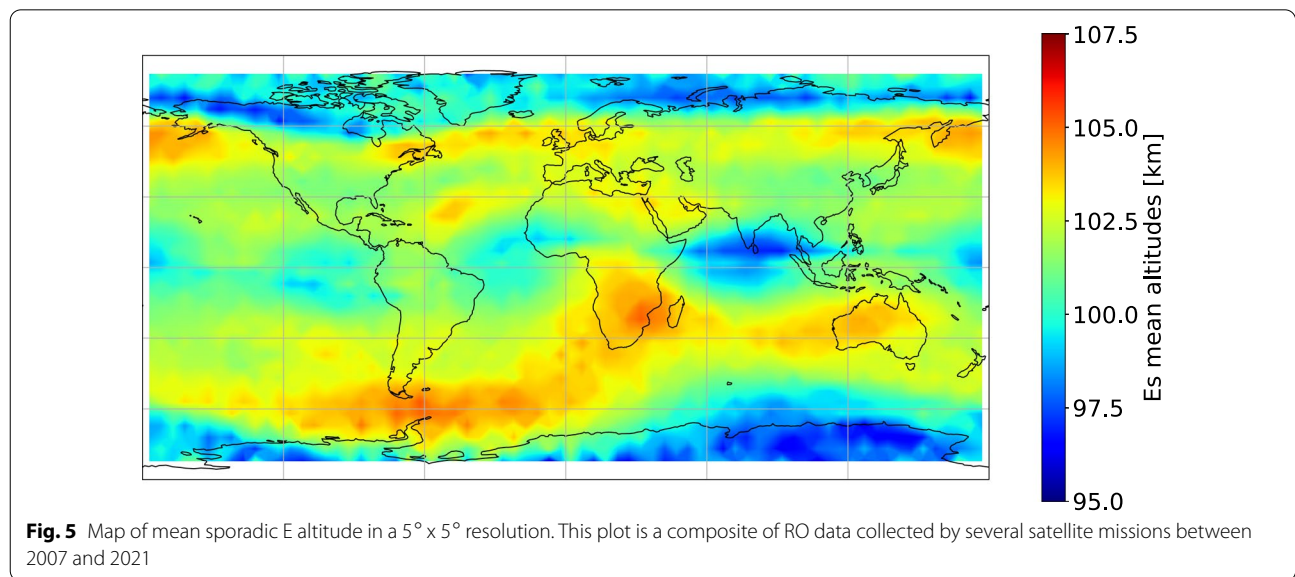 107.5
105.0
102.5
100.0
97.5
95.0
Es mean altitudes [km]
Fig. 5 Map of mean sporadic E altitude in a 5° x 5° resolution. This plot is a composite of RO data collected by several satellite missions between
2007 and 2021